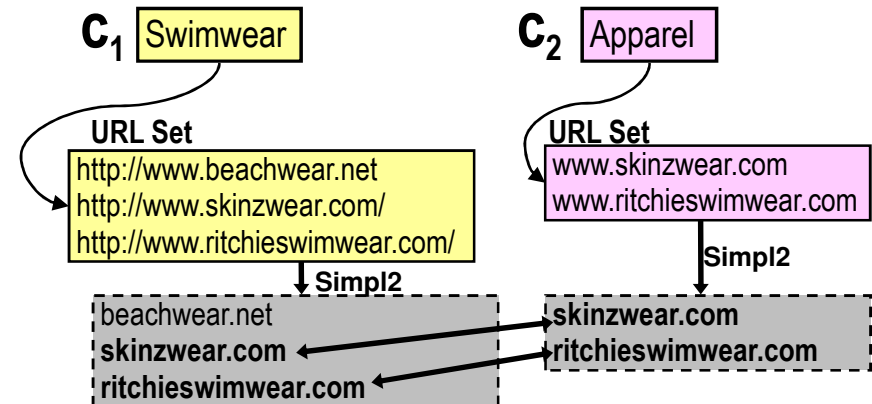 C1 Swimwear
URL Set
http://www.beachwear.net
http://www.skinzwear.com/
http://www.ritchieswimwear.com/
Simpl2
beachwear.net
skinzwear.com
ritchieswimwear.com
C2 Apparel
URL Set
www.skinzwear.com
www.ritchieswimwear.com
Simpl2
skinzwear.com
ritchieswimwear.com